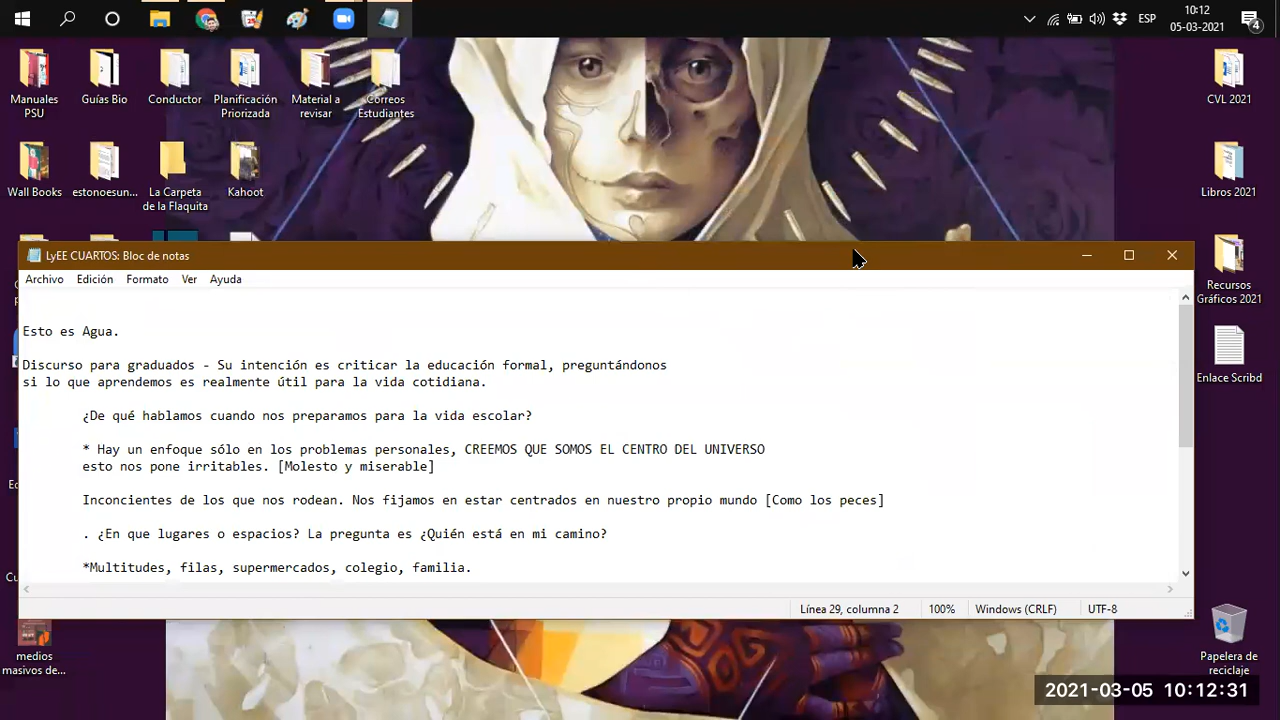 ESP
10:12
05-03-2021
4
Manuales
PSU
Guías Bio
Conductor
Planificación
Priorizada
Material a
revisar
Correos
Estudiantes
CVL 2021
Wall Books
estonoesun...
La Carpeta
de la Flaquita
Kahoot
Libros 2021
LyEE CUARTOS: Bloc de notas
Archivo Edición Formato Ver Ayuda
Recursos
Gráficos 2021
Esto es Agua.
Discurso para graduados - Su intención es criticar la educación formal, preguntándonos
si lo que aprendemos es realmente útil para la vida cotidiana.
Enlace Scribd
¿De qué hablamos cuando nos preparamos para la vida escolar?
* Hay un enfoque sólo en los problemas personales, CREEMOS QUE SOMOS EL CENTRO DEL UNIVERSO
esto nos pone irritables. [Molesto y miserable]
Inconcientes de los que nos rodean. Nos fijamos en estar centrados en nuestro propio mundo [Como los peces]
. ¿En que lugares o espacios? La pregunta es ¿Quién está en mi camino?
*Multitudes, filas, supermercados, colegio, familia.
Línea 29, columna 2 100% Windows (CRLF) UTF-8
medios
masivos de...
Papelera de
reciclaje
2021-03-05 10:12:31